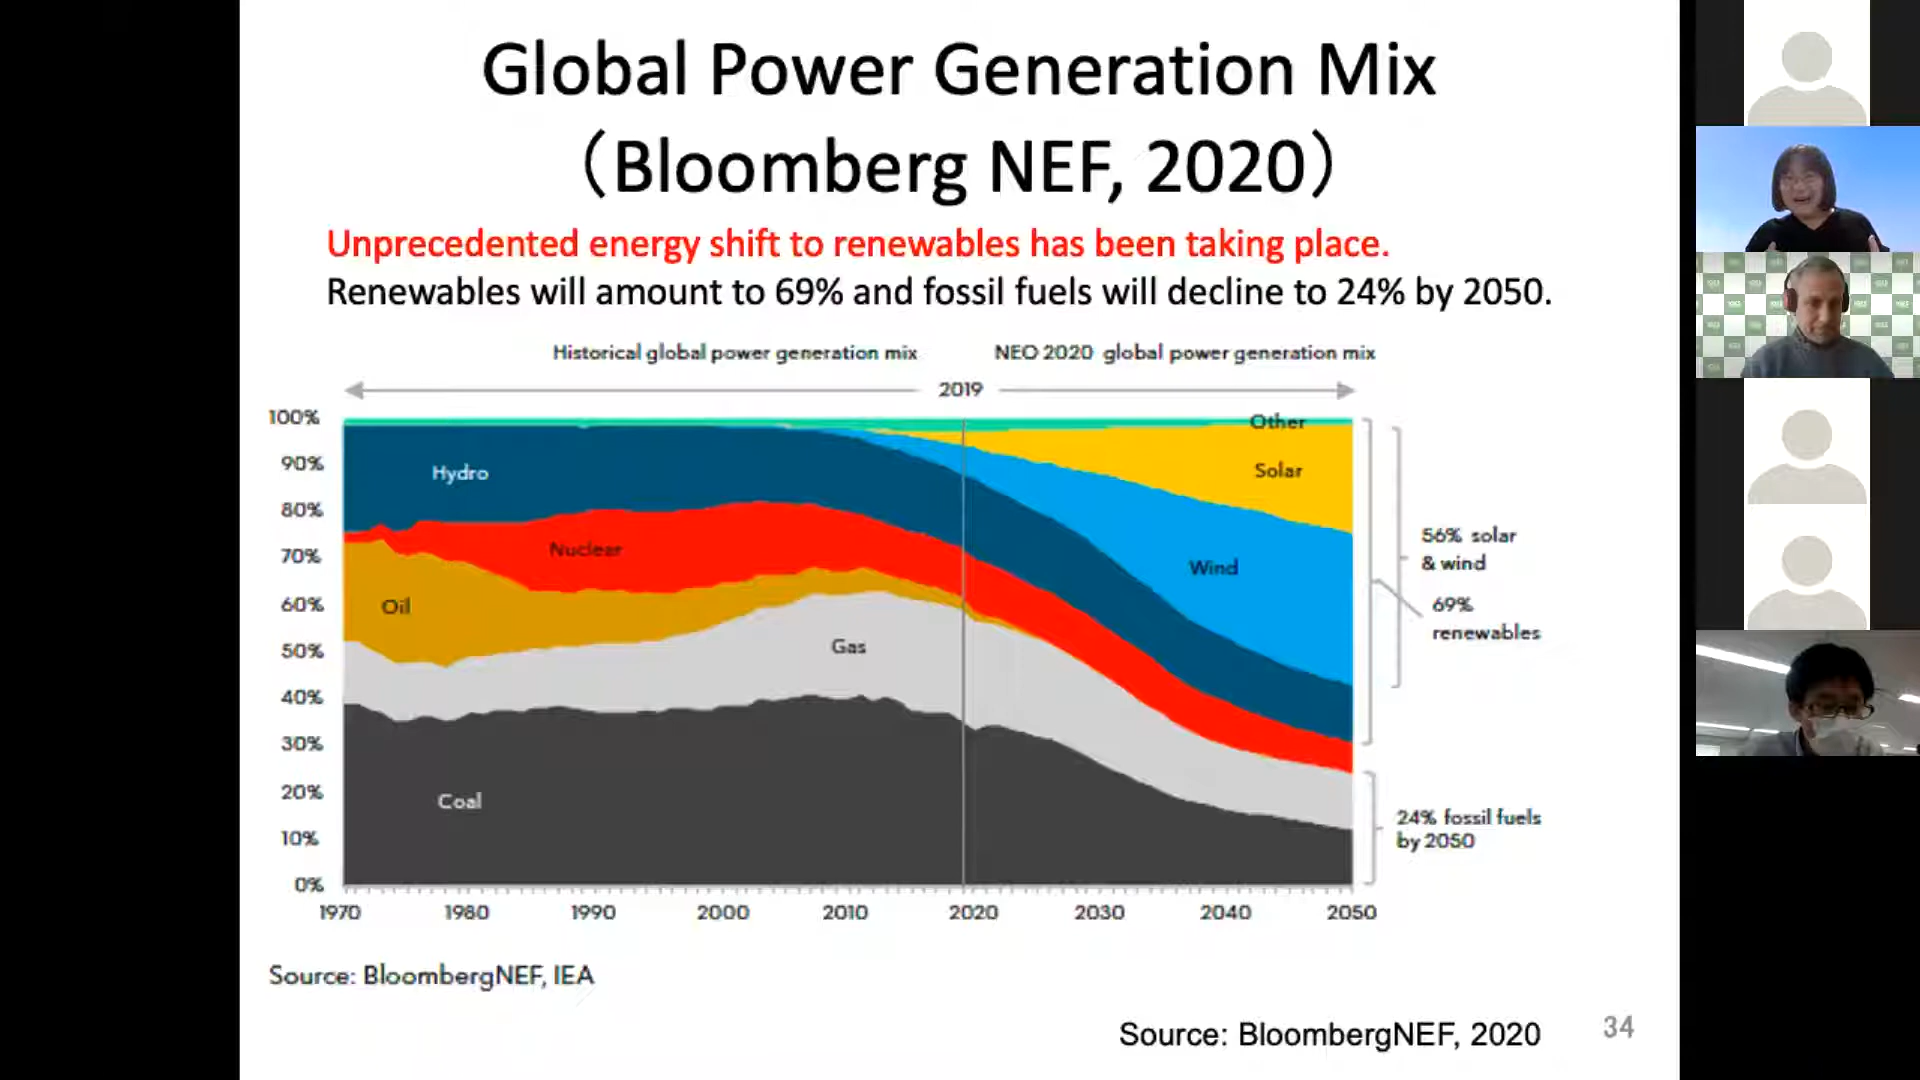 Global Power Generation Mix
（Bloomberg NEF, 2020）
Unprecedented energy shift to renewables has been taking place.
Renewables will amount to 69% and fossil fuels will decline to 24% by 2050.
Historical global power generation mix
NEO 2020 global power generation mix
2019
100%
90%
80%
70%
60%
50%
40%
30%
20%
10%
0%
Other
Solar
Hydro
Nuclear
Wind
Oil
Gas
Coal
56% solar
& wind
69%
renewables
24% fossil fuels
by 2050
1970 1980 1990 2000 2010 2020 2030 2040 2050
Source: BloombergNEF, IEA
Source: BloombergNEF, 2020
34